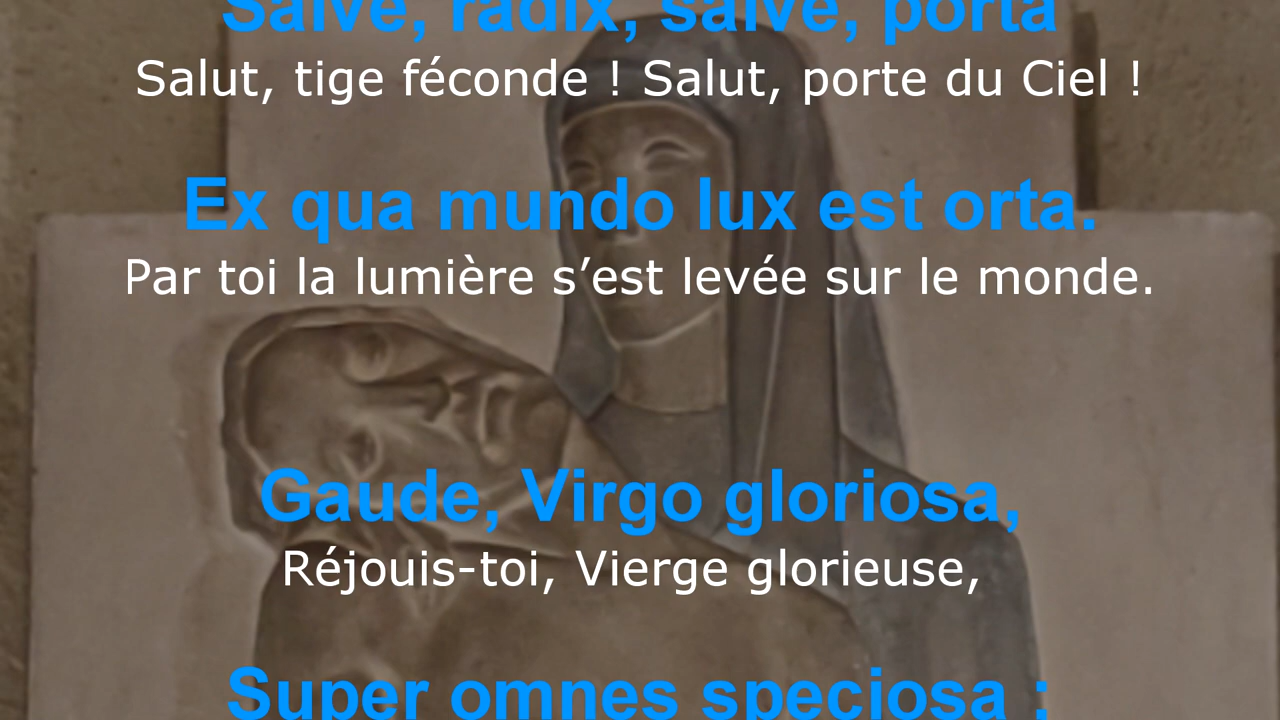 Salve, radix, salve, porta
Salut, tige féconde ! Salut, porte du Ciel !
Ex qua mundo lux est orta.
Par toi la lumière s’est levée sur le monde.
Gaude, Virgo gloriosa,
Réjouis-toi, Vierge glorieuse,
Super omnes speciosa ;